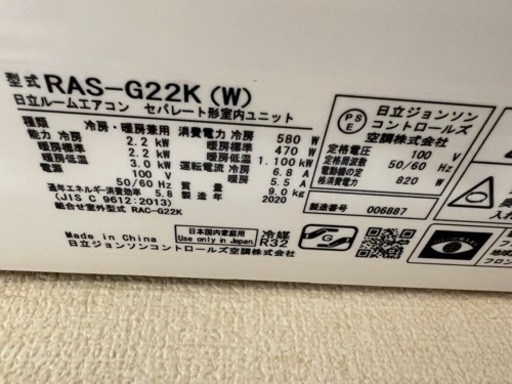 型式 RAS-G22K(W)
日立ルームエアコン セパレート形室内ユニット
種類 冷房・暖房兼用
能力 冷房 2.2 kW
暖房標準 2.2 kW
暖房低温 3.0 kW
電源 100 V
50/60 Hz
通年エネルギー消費効率 5.8
(JIS C 9612:2013)
組合せ室外型式 RAC-G22K
消費電力 冷房 580 W
暖房標準 470 W
暖房低温 1.100 kW
運転電流 冷房 6.8 A
暖房 5.5 A
9.0 kg
製造年 2020
PS
E
日立ジョンソン
コントロールズ
空調株式会社
定格電圧 100 V
定格周波数 50/60 Hz
電動機の定格消費電力 820 W
製造番号 006887
Made in China
日立ジョンソンコントロールズ空調株式会社
日本国内家庭用
Use only in Japan
冷媒
R32
G